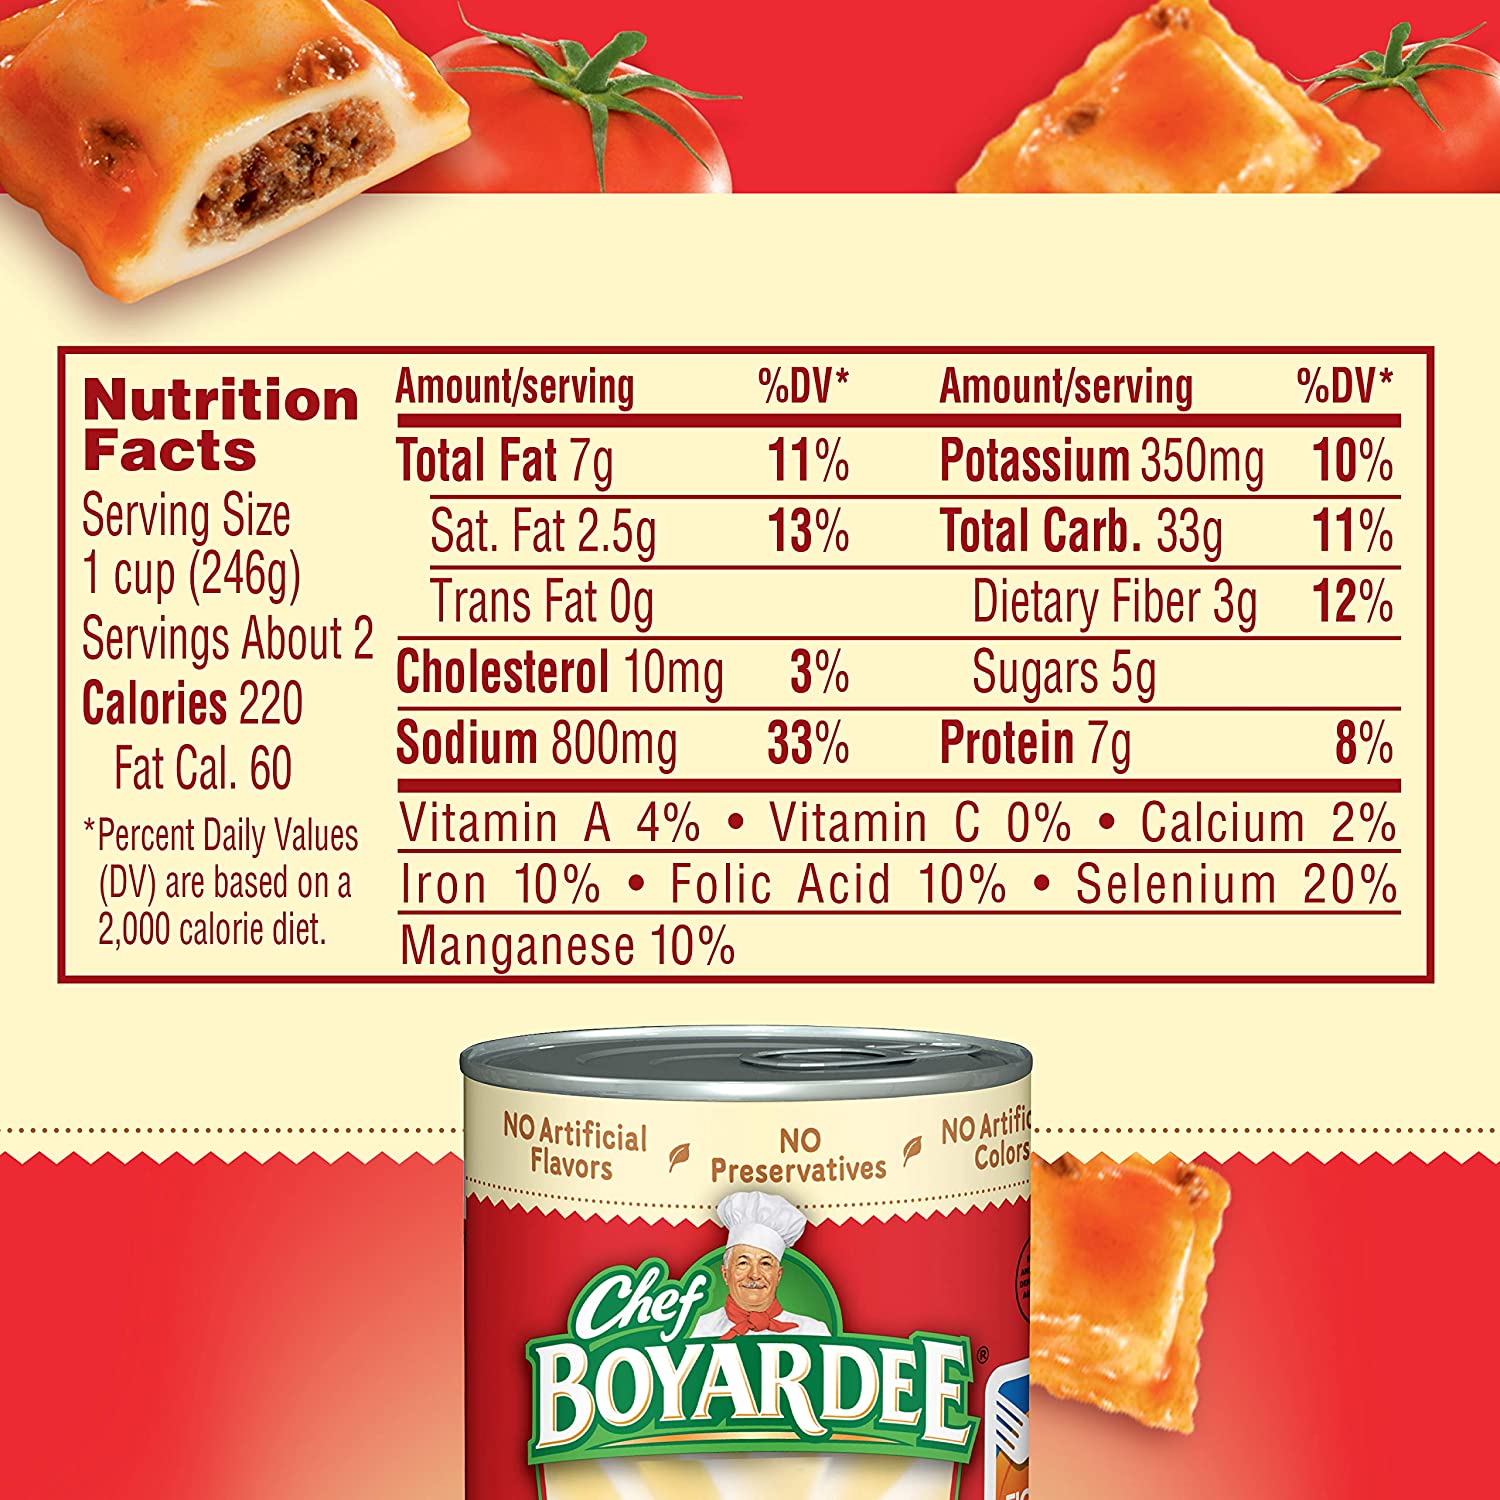 Nutrition
Facts
Serving Size
1 cup (246g)
Servings About 2
Calories 220
Fat Cal. 60
*Percent Daily Values
(DV) are based on a
2,000 calorie diet.
Amount/serving %DV*
Total Fat 7g 11%
Sat. Fat 2.5g 13%
Trans Fat 0g
Cholesterol 10mg 3%
Sodium 800mg 33%
Amount/serving %DV*
Potassium 350mg 10%
Total Carb. 33g 11%
Dietary Fiber 3g 12%
Sugars 5g
Protein 7g 8%
Vitamin A 4% • Vitamin C 0% • Calcium 2%
Iron 10% • Folic Acid 10% • Selenium 20%
Manganese 10%
NO Artificial
Flavors
NO
Preservatives
NO Artific
Colors
Chef
BOYARDEE®